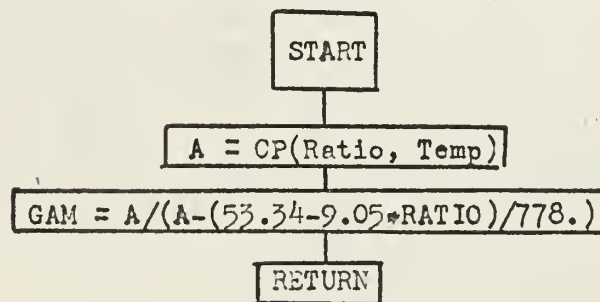 START
A = CP(Ratio, Temp)
GAM = A/(A-(53.34-9.05*RATIO)/778.)
RETURN